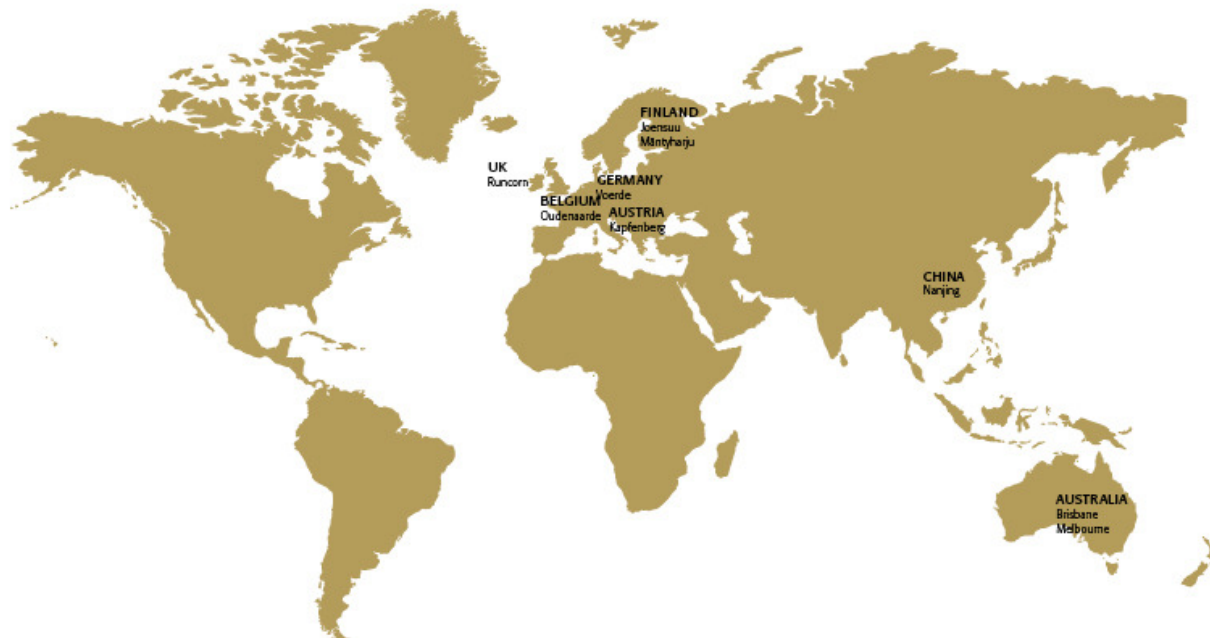 FINLAND
Joensuu
Mäntyharju
UK
Runcorn
GERMANY
Voerde
BELGIUM
Oudenaarde
AUSTRIA
Kapfenberg
CHINA
Nanjing
AUSTRALIA
Brisbane
Melbourne